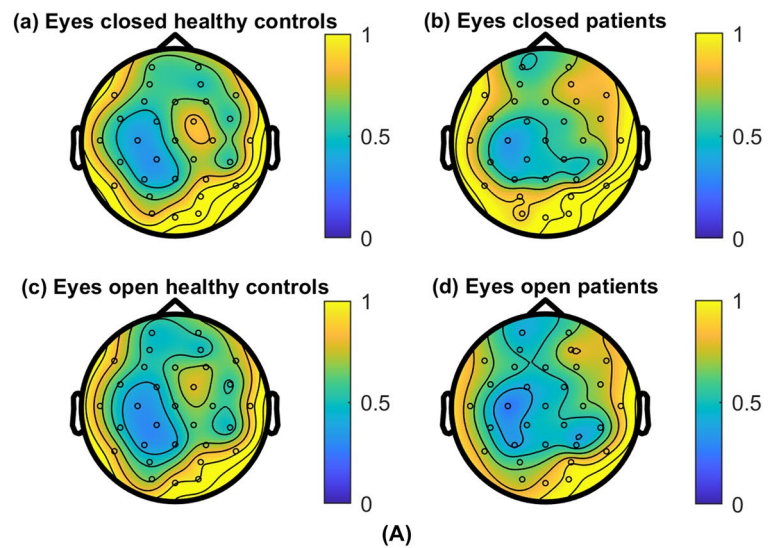 (a) Eyes closed healthy controls
(b) Eyes closed patients
1
0.5
0
1
0.5
0
(c) Eyes open healthy controls
(d) Eyes open patients
1
0.5
0
1
0.5
0
(A)